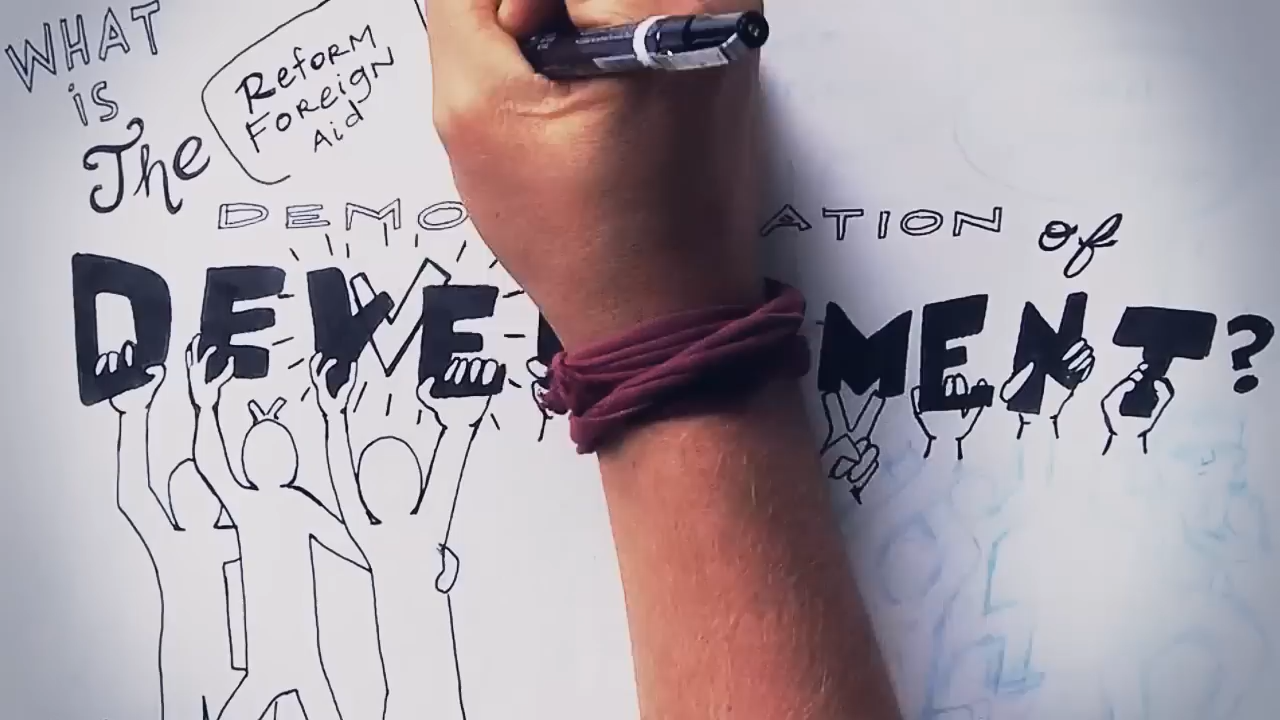 WHAT
is
The
Reform
Foreign
Aid
DEMO ATION of
DEVE MENT?